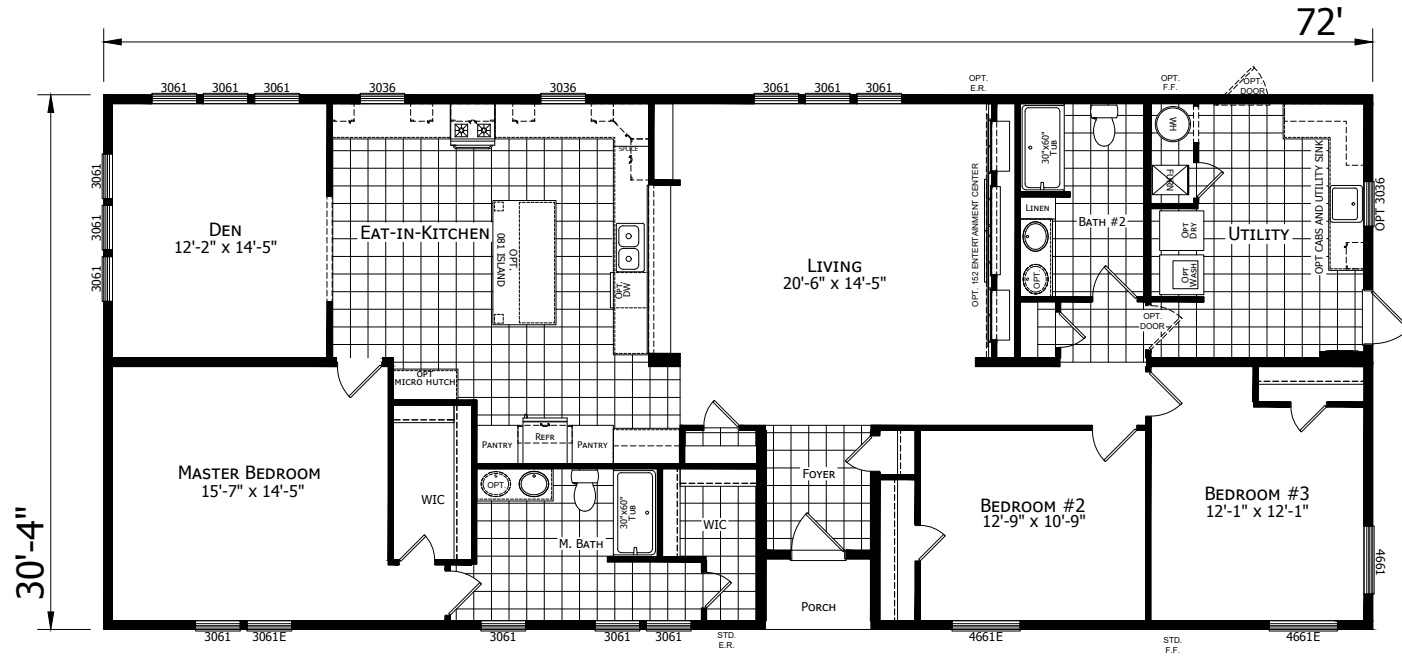 72'
30'-4"
3061
3061
3061
3036
3036
3061
3061
3061
OPT.
E.R.
OPT.
F.F.
OPT.
DOOR
3061
3061
3061
DEN
12'-2" x 14'-5"
EAT-IN-KITCHEN
SPLICE
OPT.
081 ISLAND
OPT.
DW
LIVING
20'-6" x 14'-5"
OPT. 152 ENTERTAINMENT CENTER
30"x60"
TUB
LINEN
OPT.
BATH #2
WH
FURN
OPT
DRY
OPT
WASH
UTILITY
OPT CABS AND UTILITY SINK
OPT 3036
OPT.
DOOR
OPT
MICRO HUTCH
PANTRY
REFR
PANTRY
MASTER BEDROOM
15'-7" x 14'-5"
WIC
OPT.
30"x60"
TUB
M. BATH
WIC
FOYER
PORCH
BEDROOM #2
12'-9" x 10'-9"
BEDROOM #3
12'-1" x 12'-1"
4661
3061
3061E
3061
3061
3061
STD.
E.R.
4661E
STD.
F.F.
4661E